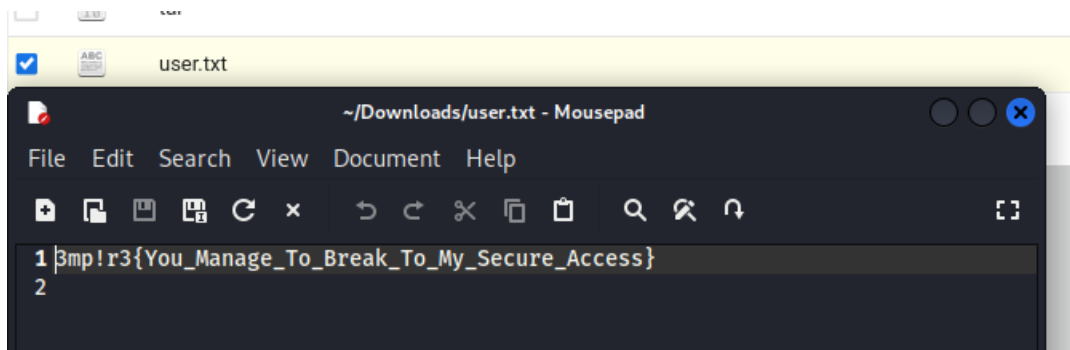 user.txt
~/Downloads/user.txt - Mousepad
File Edit Search View Document Help
1 3mp!r3{You_Manage_To_Break_To_My_Secure_Access}
2